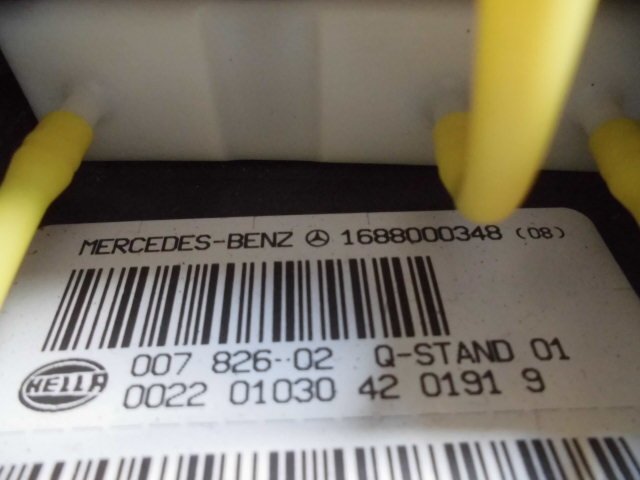 MERCEDES-BENZ 1688000348 (08)
HELLA
007 826-02 Q-STAND 01
0022 01030 42 0191 9